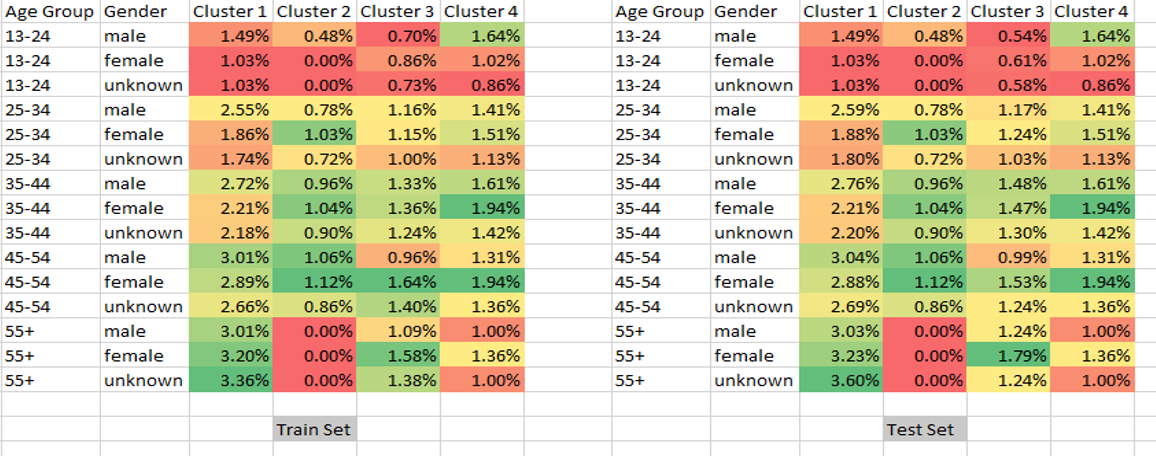 Age Group Gender Cluster 1 Cluster 2 Cluster 3 Cluster 4 Age Group Gender Cluster 1 Cluster 2 Cluster 3 Cluster 4
13-24 male 1.49% 0.48% 0.70% 1.64% 13-24 male 1.49% 0.48% 0.54% 1.64%
13-24 female 1.03% 0.00% 0.86% 1.02% 13-24 female 1.03% 0.00% 0.61% 1.02%
13-24 unknown 1.03% 0.00% 0.73% 0.86% 13-24 unknown 1.03% 0.00% 0.58% 0.86%
25-34 male 2.55% 0.78% 1.16% 1.41% 25-34 male 2.59% 0.78% 1.17% 1.41%
25-34 female 1.86% 1.03% 1.15% 1.51% 25-34 female 1.88% 1.03% 1.24% 1.51%
25-34 unknown 1.74% 0.72% 1.00% 1.13% 25-34 unknown 1.80% 0.72% 1.03% 1.13%
35-44 male 2.72% 0.96% 1.33% 1.61% 35-44 male 2.76% 0.96% 1.48% 1.61%
35-44 female 2.21% 1.04% 1.36% 1.94% 35-44 female 2.21% 1.04% 1.47% 1.94%
35-44 unknown 2.18% 0.90% 1.24% 1.42% 35-44 unknown 2.20% 0.90% 1.30% 1.42%
45-54 male 3.01% 1.06% 0.96% 1.31% 45-54 male 3.04% 1.06% 0.99% 1.31%
45-54 female 2.89% 1.12% 1.64% 1.94% 45-54 female 2.88% 1.12% 1.53% 1.94%
45-54 unknown 2.66% 0.86% 1.40% 1.36% 45-54 unknown 2.69% 0.86% 1.24% 1.36%
55+ male 3.01% 0.00% 1.09% 1.00% 55+ male 3.03% 0.00% 1.24% 1.00%
55+ female 3.20% 0.00% 1.58% 1.36% 55+ female 3.23% 0.00% 1.79% 1.36%
55+ unknown 3.36% 0.00% 1.38% 1.00% 55+ unknown 3.60% 0.00% 1.24% 1.00%
Train Set Test Set